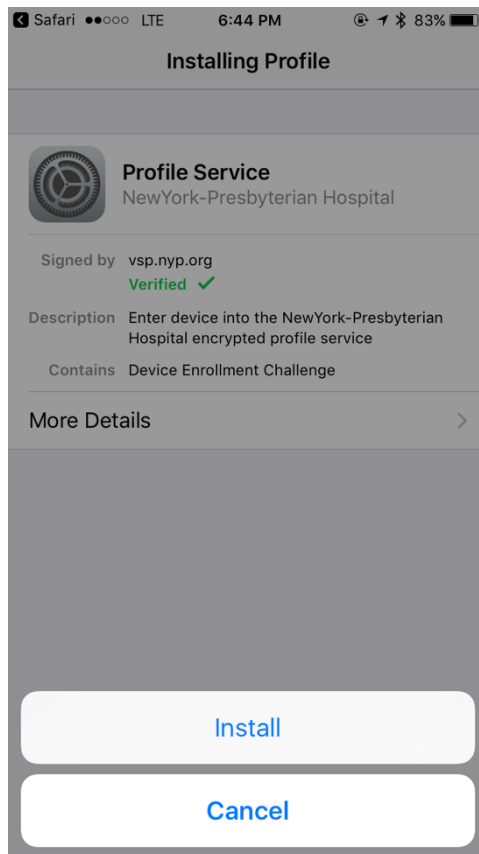 Safari LTE 6:44 PM 83%
Installing Profile
Profile Service
NewYork-Presbyterian Hospital
Signed by vsp.nyp.org
Verified ✓
Description Enter device into the NewYork-Presbyterian
Hospital encrypted profile service
Contains Device Enrollment Challenge
More Details
Install
Cancel